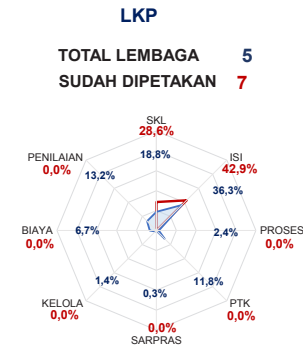 LKP
TOTAL LEMBAGA 5
SUDAH DIPETAKAN 7
SKL
28,6%
18,8%
PENILAIAN
0,0%
13,2%
ISI
42,9%
36,3%
BIAYA
0,0%
6,7%
2,4%
PROSES
0,0%
1,4%
KELOLA
0,0%
0,3%
11,8%
PTK
0,0%
0,0%
SARPRAS